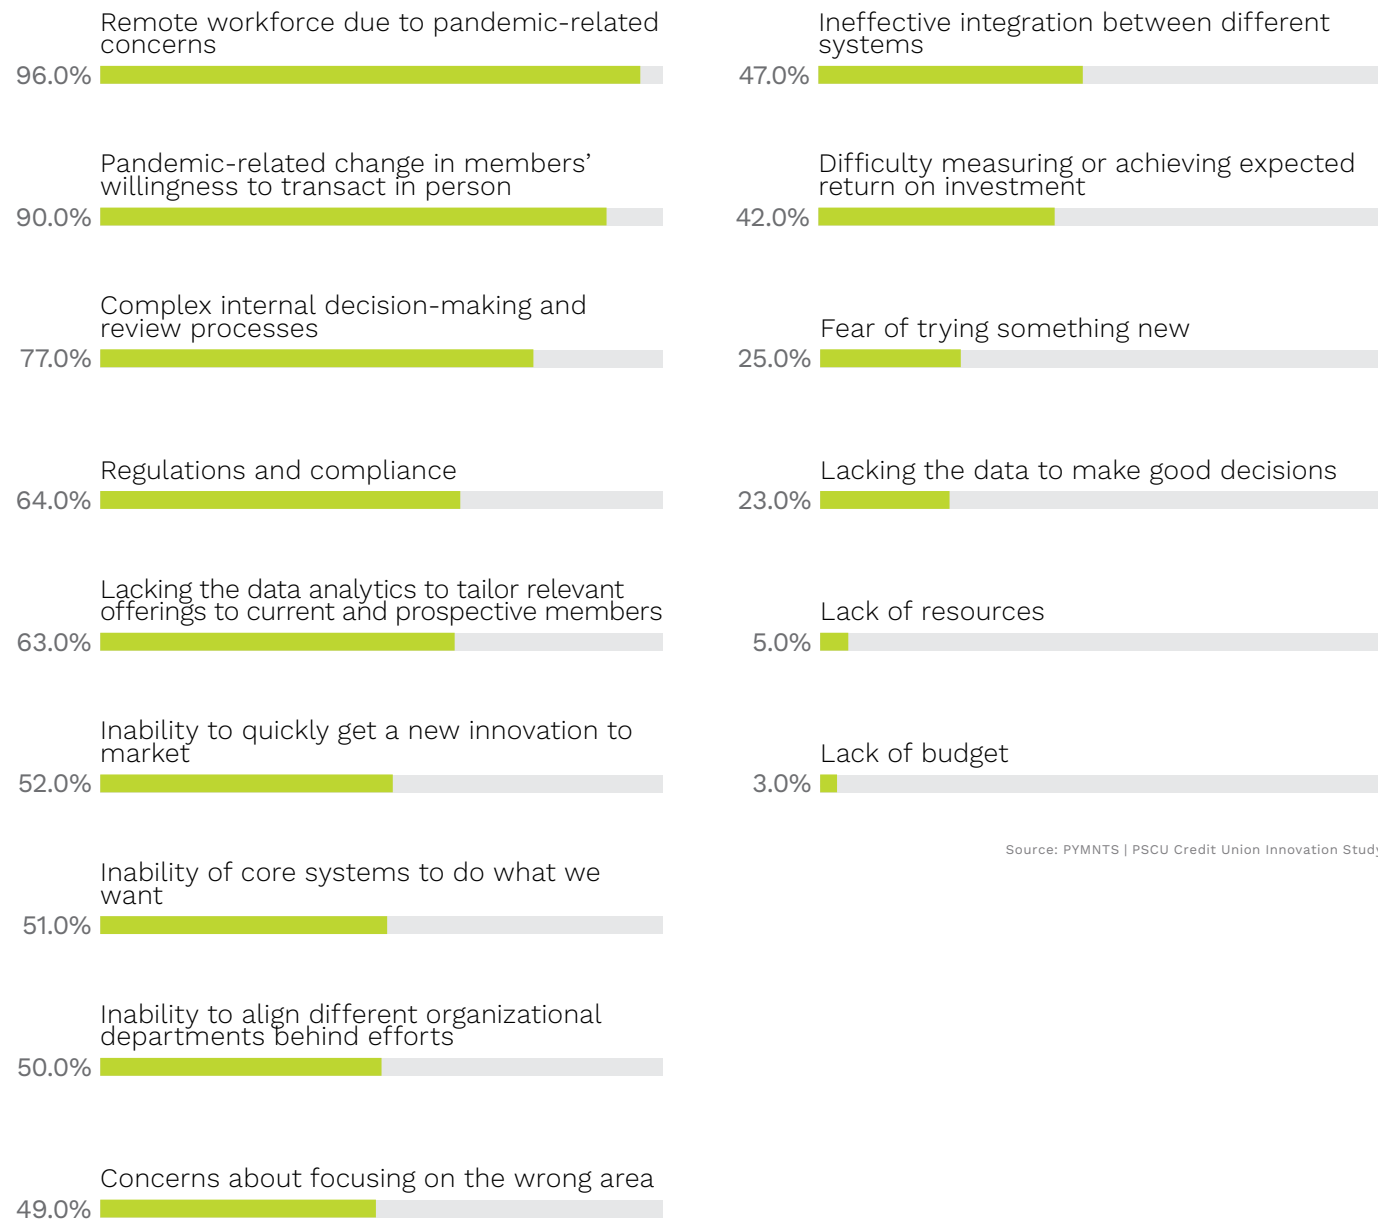 Remote workforce due to pandemic-related
concerns
96.0%
Pandemic-related change in members’
willingness to transact in person
90.0%
Complex internal decision-making and
review processes
77.0%
Regulations and compliance
64.0%
Lacking the data analytics to tailor relevant
offerings to current and prospective members
63.0%
Inability to quickly get a new innovation to
market
52.0%
Inability of core systems to do what we
want
51.0%
Inability to align different organizational
departments behind efforts
50.0%
Concerns about focusing on the wrong area
49.0%
Ineffective integration between different
systems
47.0%
Difficulty measuring or achieving expected
return on investment
42.0%
Fear of trying something new
25.0%
Lacking the data to make good decisions
23.0%
Lack of resources
5.0%
Lack of budget
3.0%
Source: PYMNTS | PSCU Credit Union Innovation Study